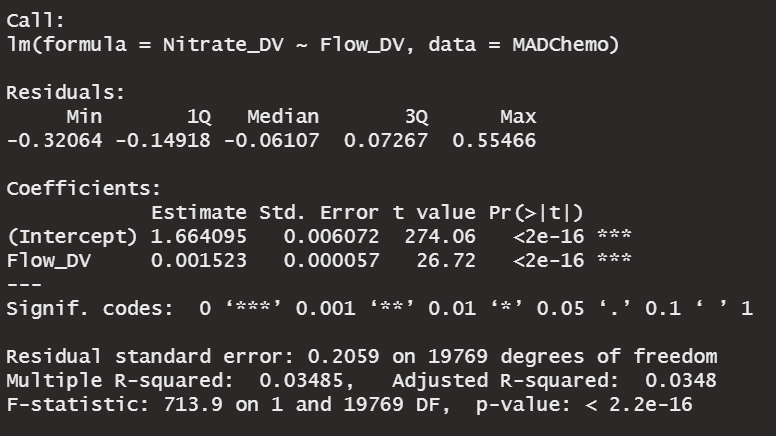 Call:
lm(formula = Nitrate_DV ~ Flow_DV, data = MADChemo)
Residuals:
     Min       1Q   Median       3Q      Max
-0.32064 -0.14918 -0.06107  0.07267  0.55466
Coefficients:
            Estimate Std. Error t value Pr(>|t|)
(Intercept) 1.664095   0.006072  274.06   <2e-16 ***
Flow_DV     0.001523   0.000057   26.72   <2e-16 ***
---
Signif. codes:  0 ‘***’ 0.001 ‘**’ 0.01 ‘*’ 0.05 ‘.’ 0.1 ‘ ’ 1
Residual standard error: 0.2059 on 19769 degrees of freedom
Multiple R-squared:  0.03485,	Adjusted R-squared:  0.0348
F-statistic: 713.9 on 1 and 19769 DF,  p-value: < 2.2e-16